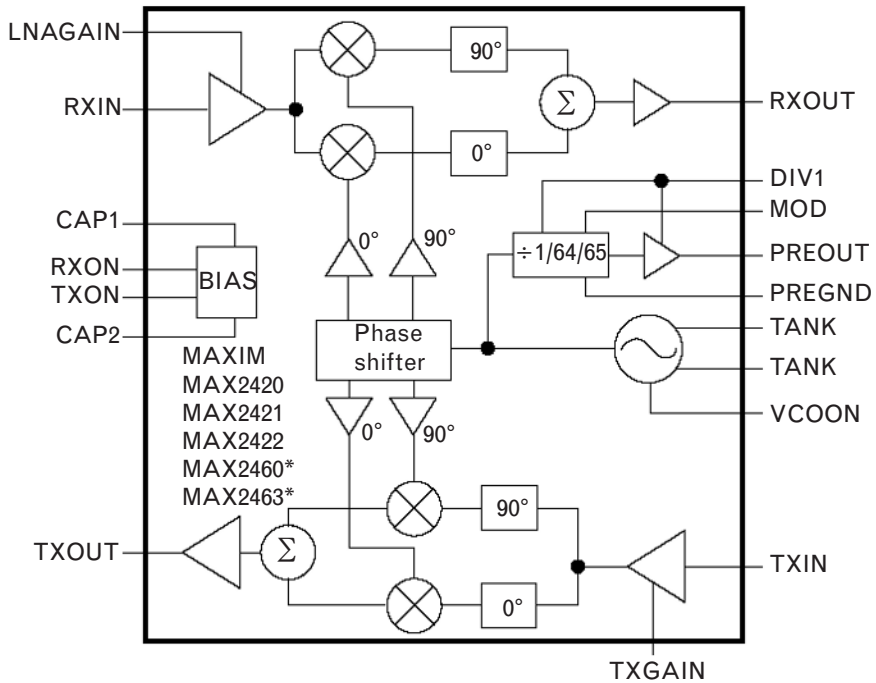 LNAGAIN
RXIN
90°
Σ
RXOUT
0°
DIV1
MOD
CAP1
0°
90°
÷1/64/65
PREOUT
RXON
BIAS
TXON
PREGND
CAP2
Phase
shifter
TANK
TANK
MAXIM
MAX2420
MAX2421
MAX2422
MAX2460*
MAX2463*
0°
90°
VCOON
90°
TXOUT
Σ
TXIN
0°
TXGAIN